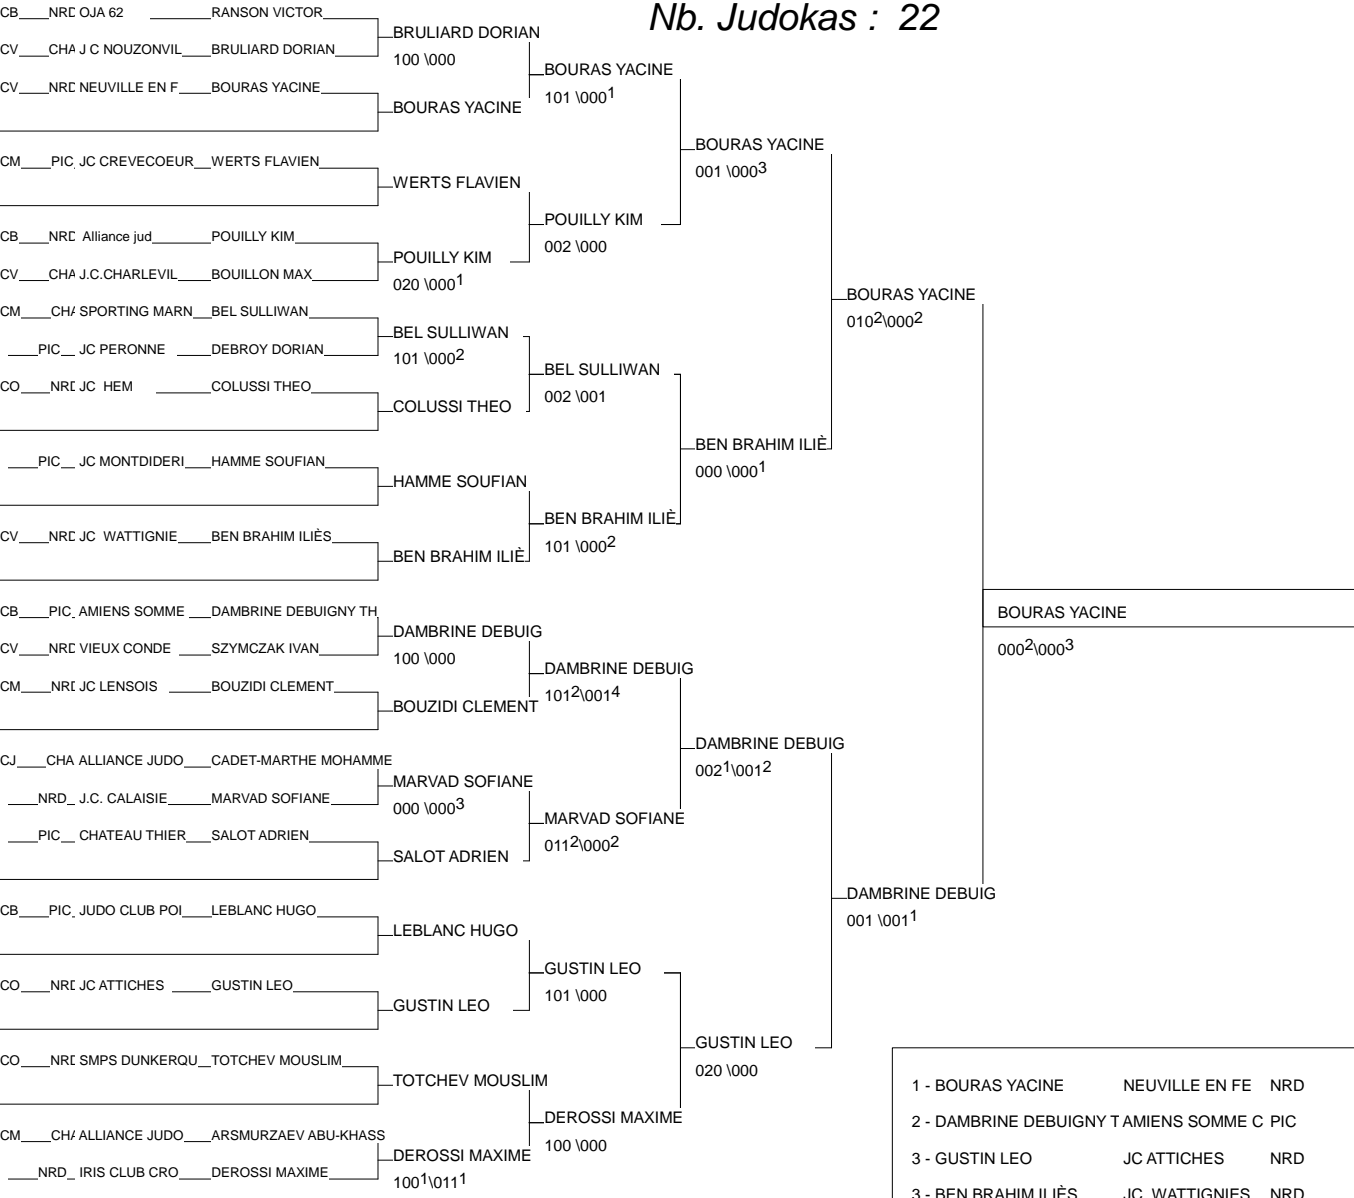 Nb. Judokas : 22
CB NRD OJA 62 RANSON VICTOR
BRULIARD DORIAN
CV CHA J C NOUZONVIL BRULIARD DORIAN
100 \000
BOURAS YACINE
CV NRD NEUVILLE EN F BOURAS YACINE
101 \000 1
BOURAS YACINE
BOURAS YACINE
001 \000 3
CM PIC JC CREVECOEUR WERTS FLAVIEN
WERTS FLAVIEN
POUILLY KIM
002 \000
CB NRD Alliance jud POUILLY KIM
POUILLY KIM
CV CHA J.C.CHARLEVIL BOUILLON MAX
020 \000 1
BOURAS YACINE
010 2\000 2
CM CHA SPORTING MARN BEL SULLIWAN
BEL SULLIWAN
PIC JC PERONNE DEBROY DORIAN
101 \000 2
BEL SULLIWAN
002 \001
CO NRD JC HEM COLUSSI THEO
COLUSSI THEO
BEN BRAHIM ILIÈ
000 \000 1
PIC JC MONTDIDERI HAMME SOUFIAN
HAMME SOUFIAN
BEN BRAHIM ILIÈ
101 \000 2
CV NRD JC WATTIGNIE BEN BRAHIM ILIÈS
BEN BRAHIM ILIÈ
BOURAS YACINE
000 2\000 3
CB PIC AMIENS SOMME DAMBRINE DEBUIGNY TH
DAMBRINE DEBUIG
CV NRD VIEUX CONDE SZYMCZAK IVAN
100 \000
DAMBRINE DEBUIG
101 2\001 4
CM NRD JC LENSOIS BOUZIDI CLEMENT
BOUZIDI CLEMENT
DAMBRINE DEBUIG
002 1\001 2
CJ CHA ALLIANCE JUDO CADET-MARTHE MOHAMME
MARVAD SOFIANE
NRD J.C. CALAISIE MARVAD SOFIANE
000 \000 3
MARVAD SOFIANE
011 2\000 2
PIC CHATEAU THIER SALOT ADRIEN
SALOT ADRIEN
DAMBRINE DEBUIG
001 \001 1
CB PIC JUDO CLUB POI LEBLANC HUGO
LEBLANC HUGO
GUSTIN LEO
101 \000
CO NRD JC ATTICHES GUSTIN LEO
GUSTIN LEO
GUSTIN LEO
020 \000
CO NRD SMPS DUNKERQU TOTCHEV MOUSLIM
TOTCHEV MOUSLIM
DEROSSI MAXIME
100 \000
CM CHA ALLIANCE JUDO ARSMURZAEV ABU-KHASS
DEROSSI MAXIME
NRD IRIS CLUB CRO DEROSSI MAXIME
100 1\011 1
1 - BOURAS YACINE NEUVILLE EN FE NRD
2 - DAMBRINE DEBUIGNY T AMIENS SOMME C PIC
3 - GUSTIN LEO JC ATTICHES NRD
3 - BEN BRAHIM ILIÈS JC WATTIGNIES NRD